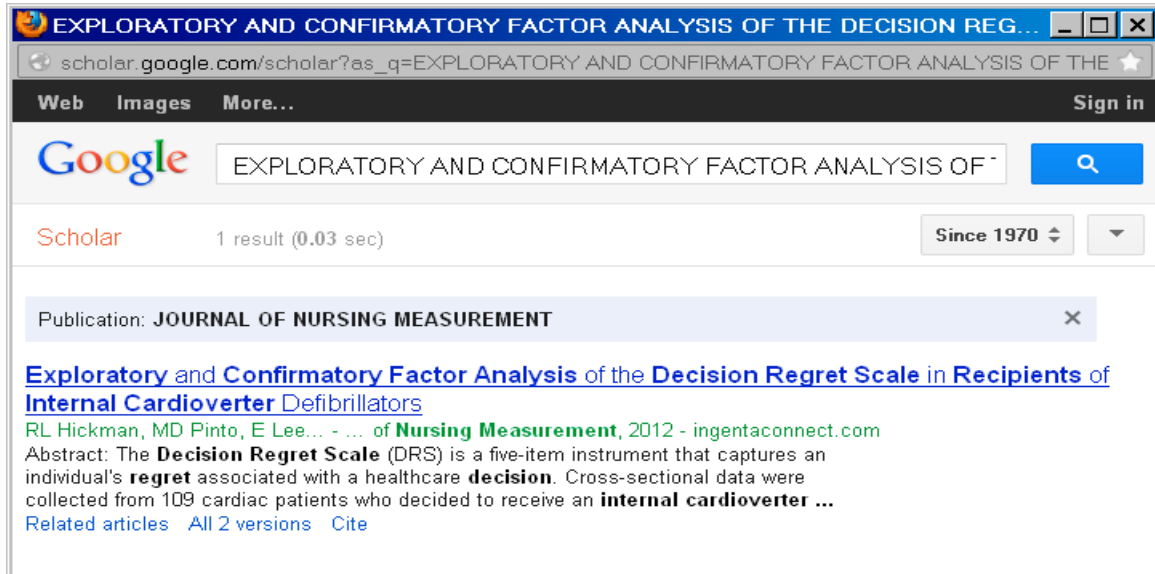 EXPLORATORY AND CONFIRMATORY FACTOR ANALYSIS OF THE DECISION REG...
scholar.google.com/scholar?as_q=EXPLORATORY AND CONFIRMATORY FACTOR ANALYSIS OF THE
Web Images More... Sign in
Google EXPLORATORY AND CONFIRMATORY FACTOR ANALYSIS OF
Scholar 1 result (0.03 sec) Since 1970
Publication: JOURNAL OF NURSING MEASUREMENT
Exploratory and Confirmatory Factor Analysis of the Decision Regret Scale in Recipients of
Internal Cardioverter Defibrillators
RL Hickman, MD Pinto, E Lee... - ... of Nursing Measurement, 2012 - ingentaconnect.com
Abstract: The Decision Regret Scale (DRS) is a five-item instrument that captures an
individual's regret associated with a healthcare decision. Cross-sectional data were
collected from 109 cardiac patients who decided to receive an internal cardioverter ...
Related articles All 2 versions Cite